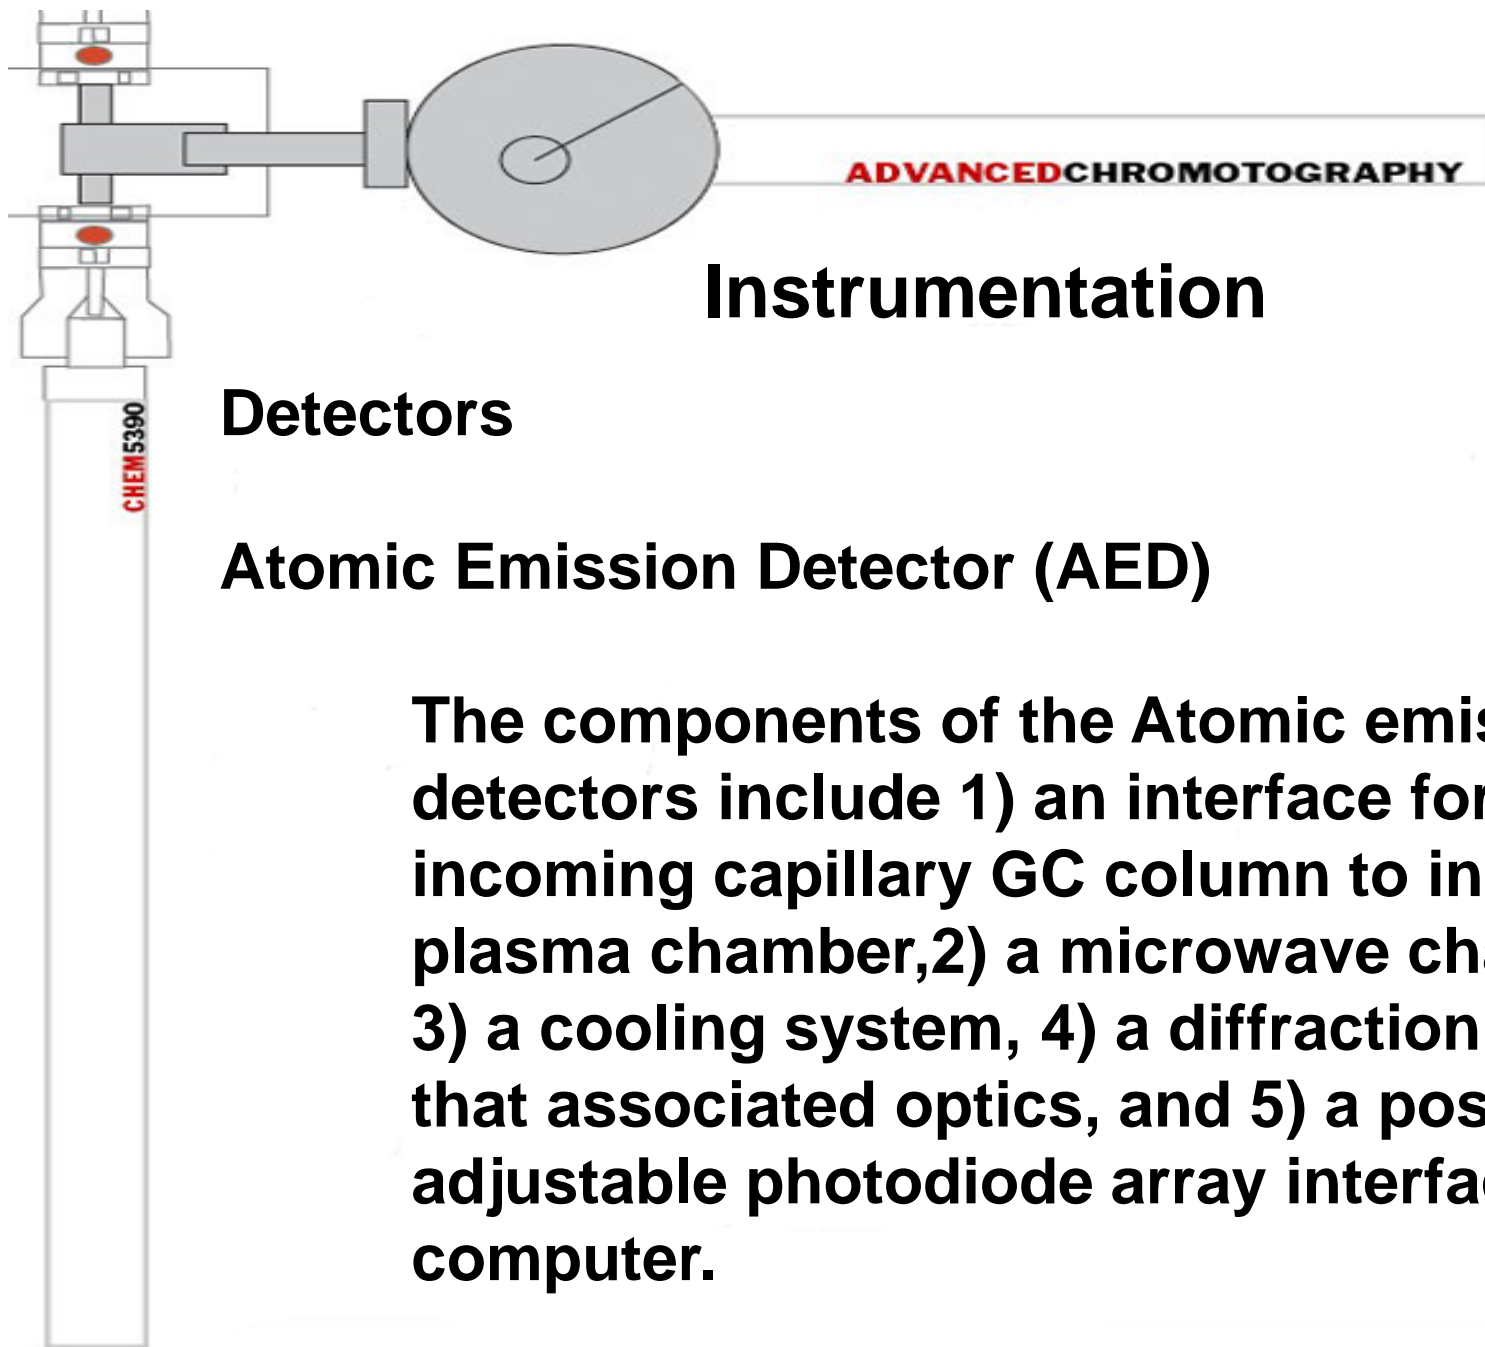 ADVANCEDCHROMOTOGRAPHY
Instrumentation
CHEM5390
Detectors
Atomic Emission Detector (AED)
The components of the Atomic emis
detectors include 1) an interface for
incoming capillary GC column to in
plasma chamber,2) a microwave cha
3) a cooling system, 4) a diffraction
that associated optics, and 5) a pos
adjustable photodiode array interfa
computer.